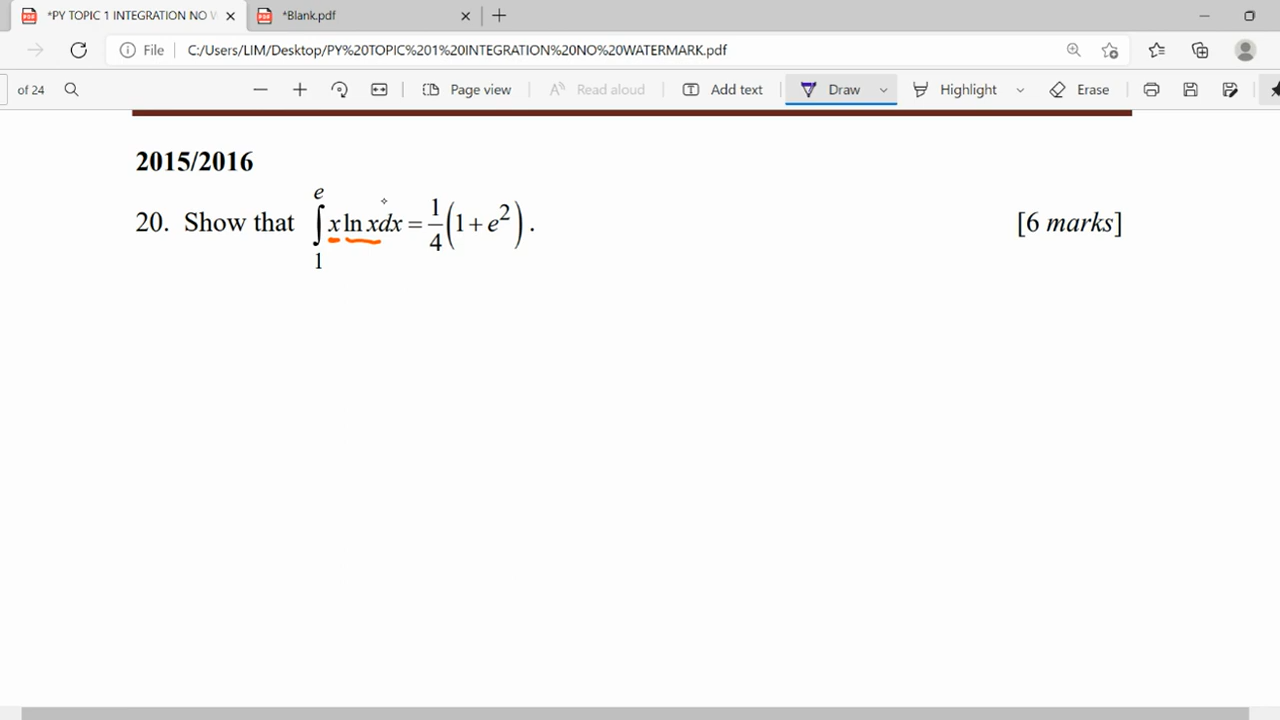 *PY TOPIC 1 INTEGRATION NO
*Blank.pdf
File
C:/Users/LIM/Desktop/PY%20TOPIC%201%20INTEGRATION%20NO%20WATERMARK.pdf
of 24
Page view
Read aloud
Add text
Draw
Highlight
Erase
2015/2016
20. Show that ∫₁ᵉ x ln x dx = 1/4 (1 + e²). [6 marks]